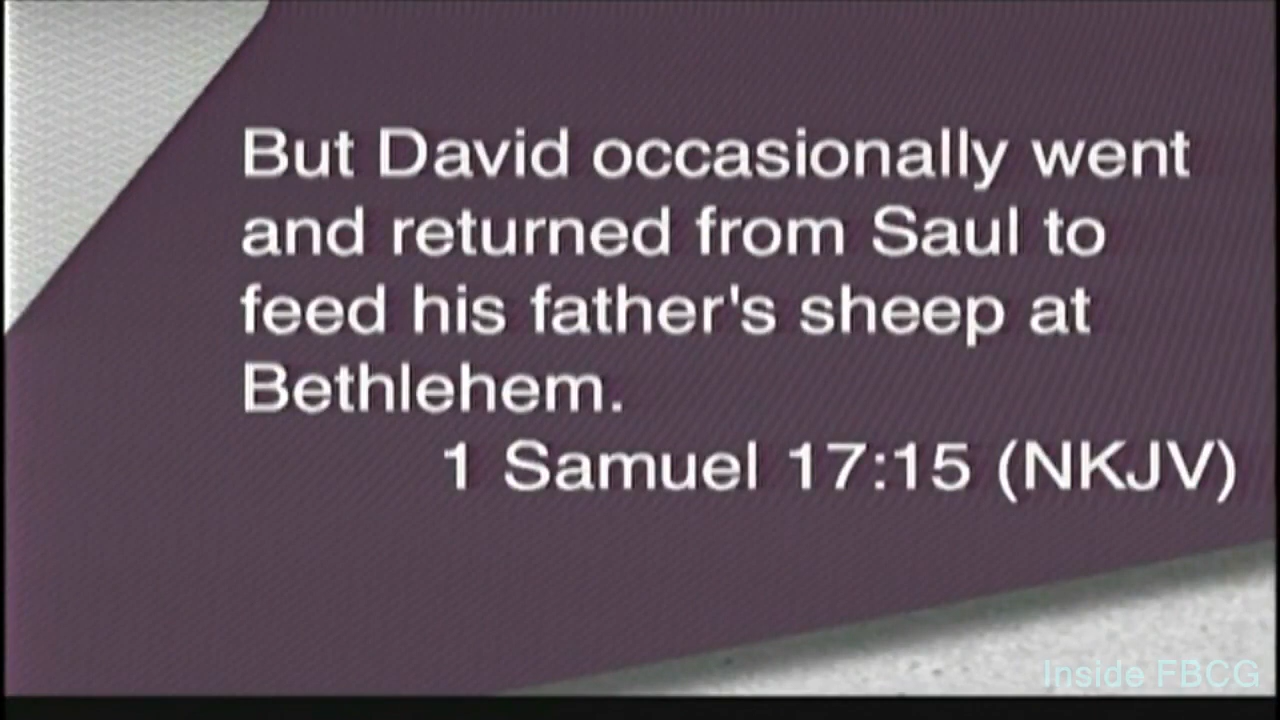 But David occasionally went
and returned from Saul to
feed his father's sheep at
Bethlehem.
1 Samuel 17:15 (NKJV)
Inside FBCG